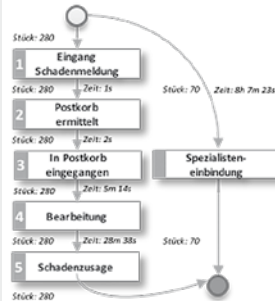 Stück: 280
1 Eingang
Schadenmeldung
Stück: 280 Zeit: 1s
Stück: 70 Zeit: 8h 7m 23s
2 Postkorb
ermittelt
Stück: 280 Zeit: 2s
3 In Postkorb
eingegangen
Spezialisten-
einbindung
Stück: 280 Zeit: 5m 14s
4 Bearbeitung
Stück: 280 Zeit: 28m 38s
Stück: 70
5 Schadenzusage
Stück: 280